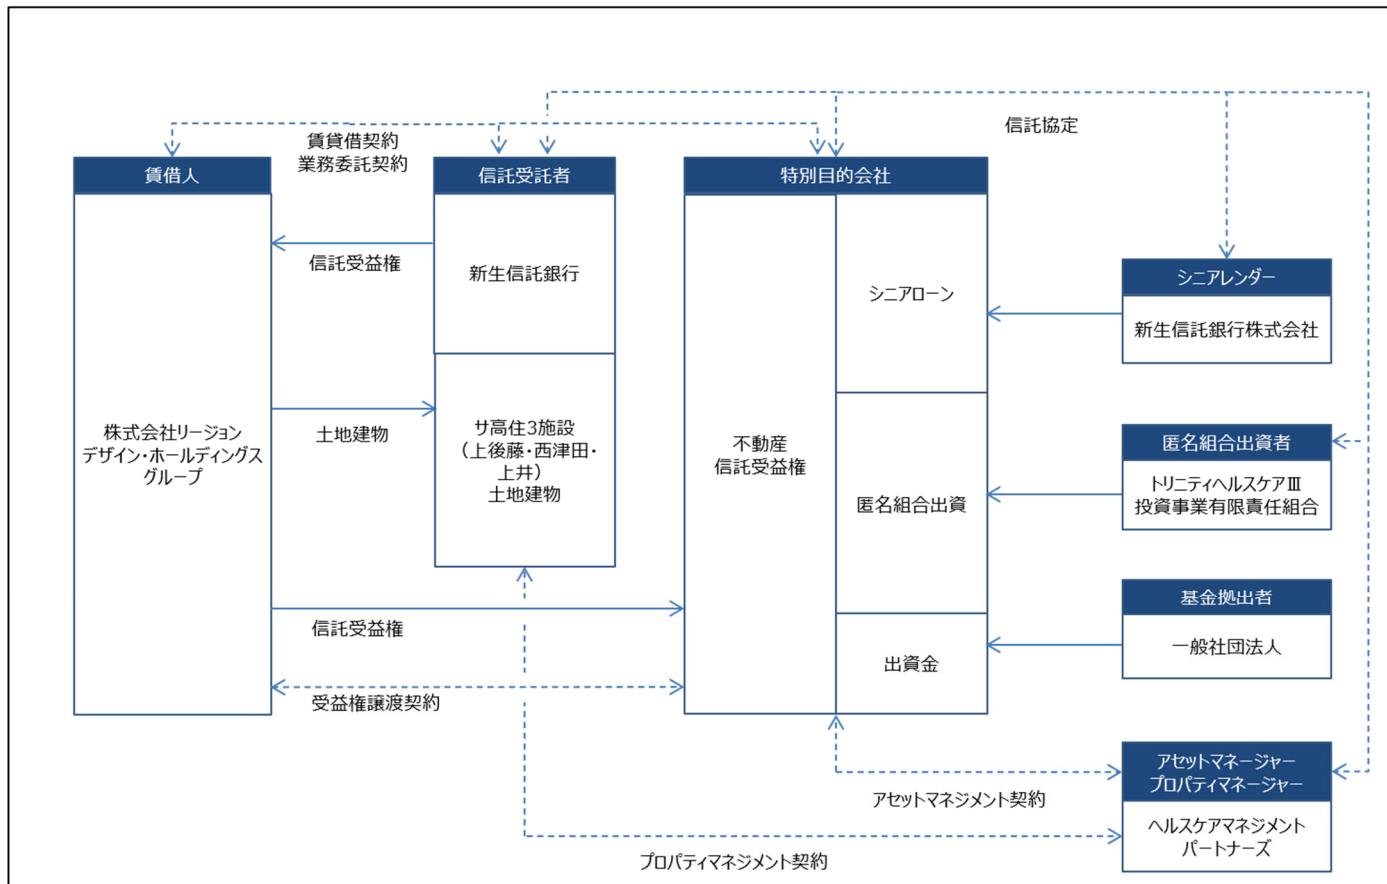 信託協定
賃貸借契約
業務委託契約
賃借人
信託受託者
特別目的会社
信託受益権
新生信託銀行
シニアローン
シニアレンダー
新生信託銀行株式会社
株式会社リージョン
デザイン・ホールディングス
グループ
土地建物
サ高住3施設
（上後藤・西津田・
上井）
土地建物
不動産
信託受益権
匿名組合出資
匿名組合出資者
トリニティヘルスケアⅢ
投資事業有限責任組合
基金拠出者
一般社団法人
信託受益権
出資金
受益権譲渡契約
アセットマネージャー
プロパティマネージャー
アセットマネジメント契約
ヘルスケアマネジメント
パートナーズ
プロパティマネジメント契約